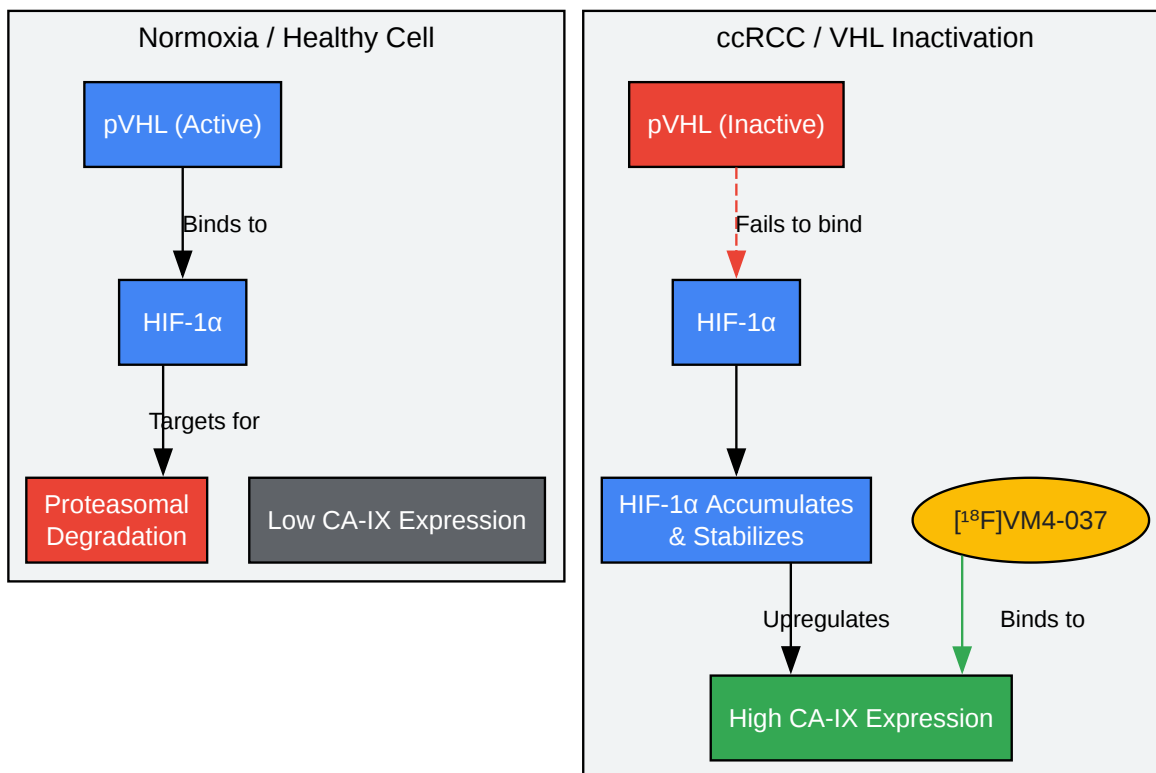 Normoxia / Healthy Cell
pVHL (Active)
Binds to
HIF-1α
Targets for
Proteasomal
Degradation
Low CA-IX Expression
ccRCC / VHL Inactivation
pVHL (Inactive)
Fails to bind
HIF-1α
HIF-1α Accumulates
& Stabilizes
[¹⁸F]VM4-037
Upregulates
Binds to
High CA-IX Expression